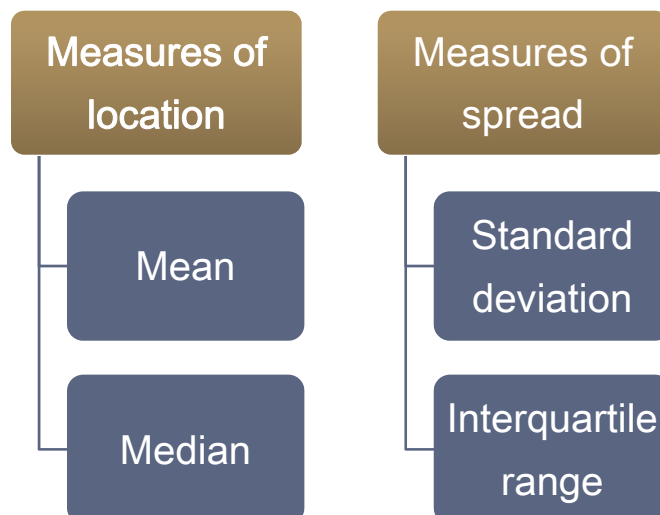 Measures of
location
Mean
Median
Measures of
spread
Standard
deviation
Interquartile
range